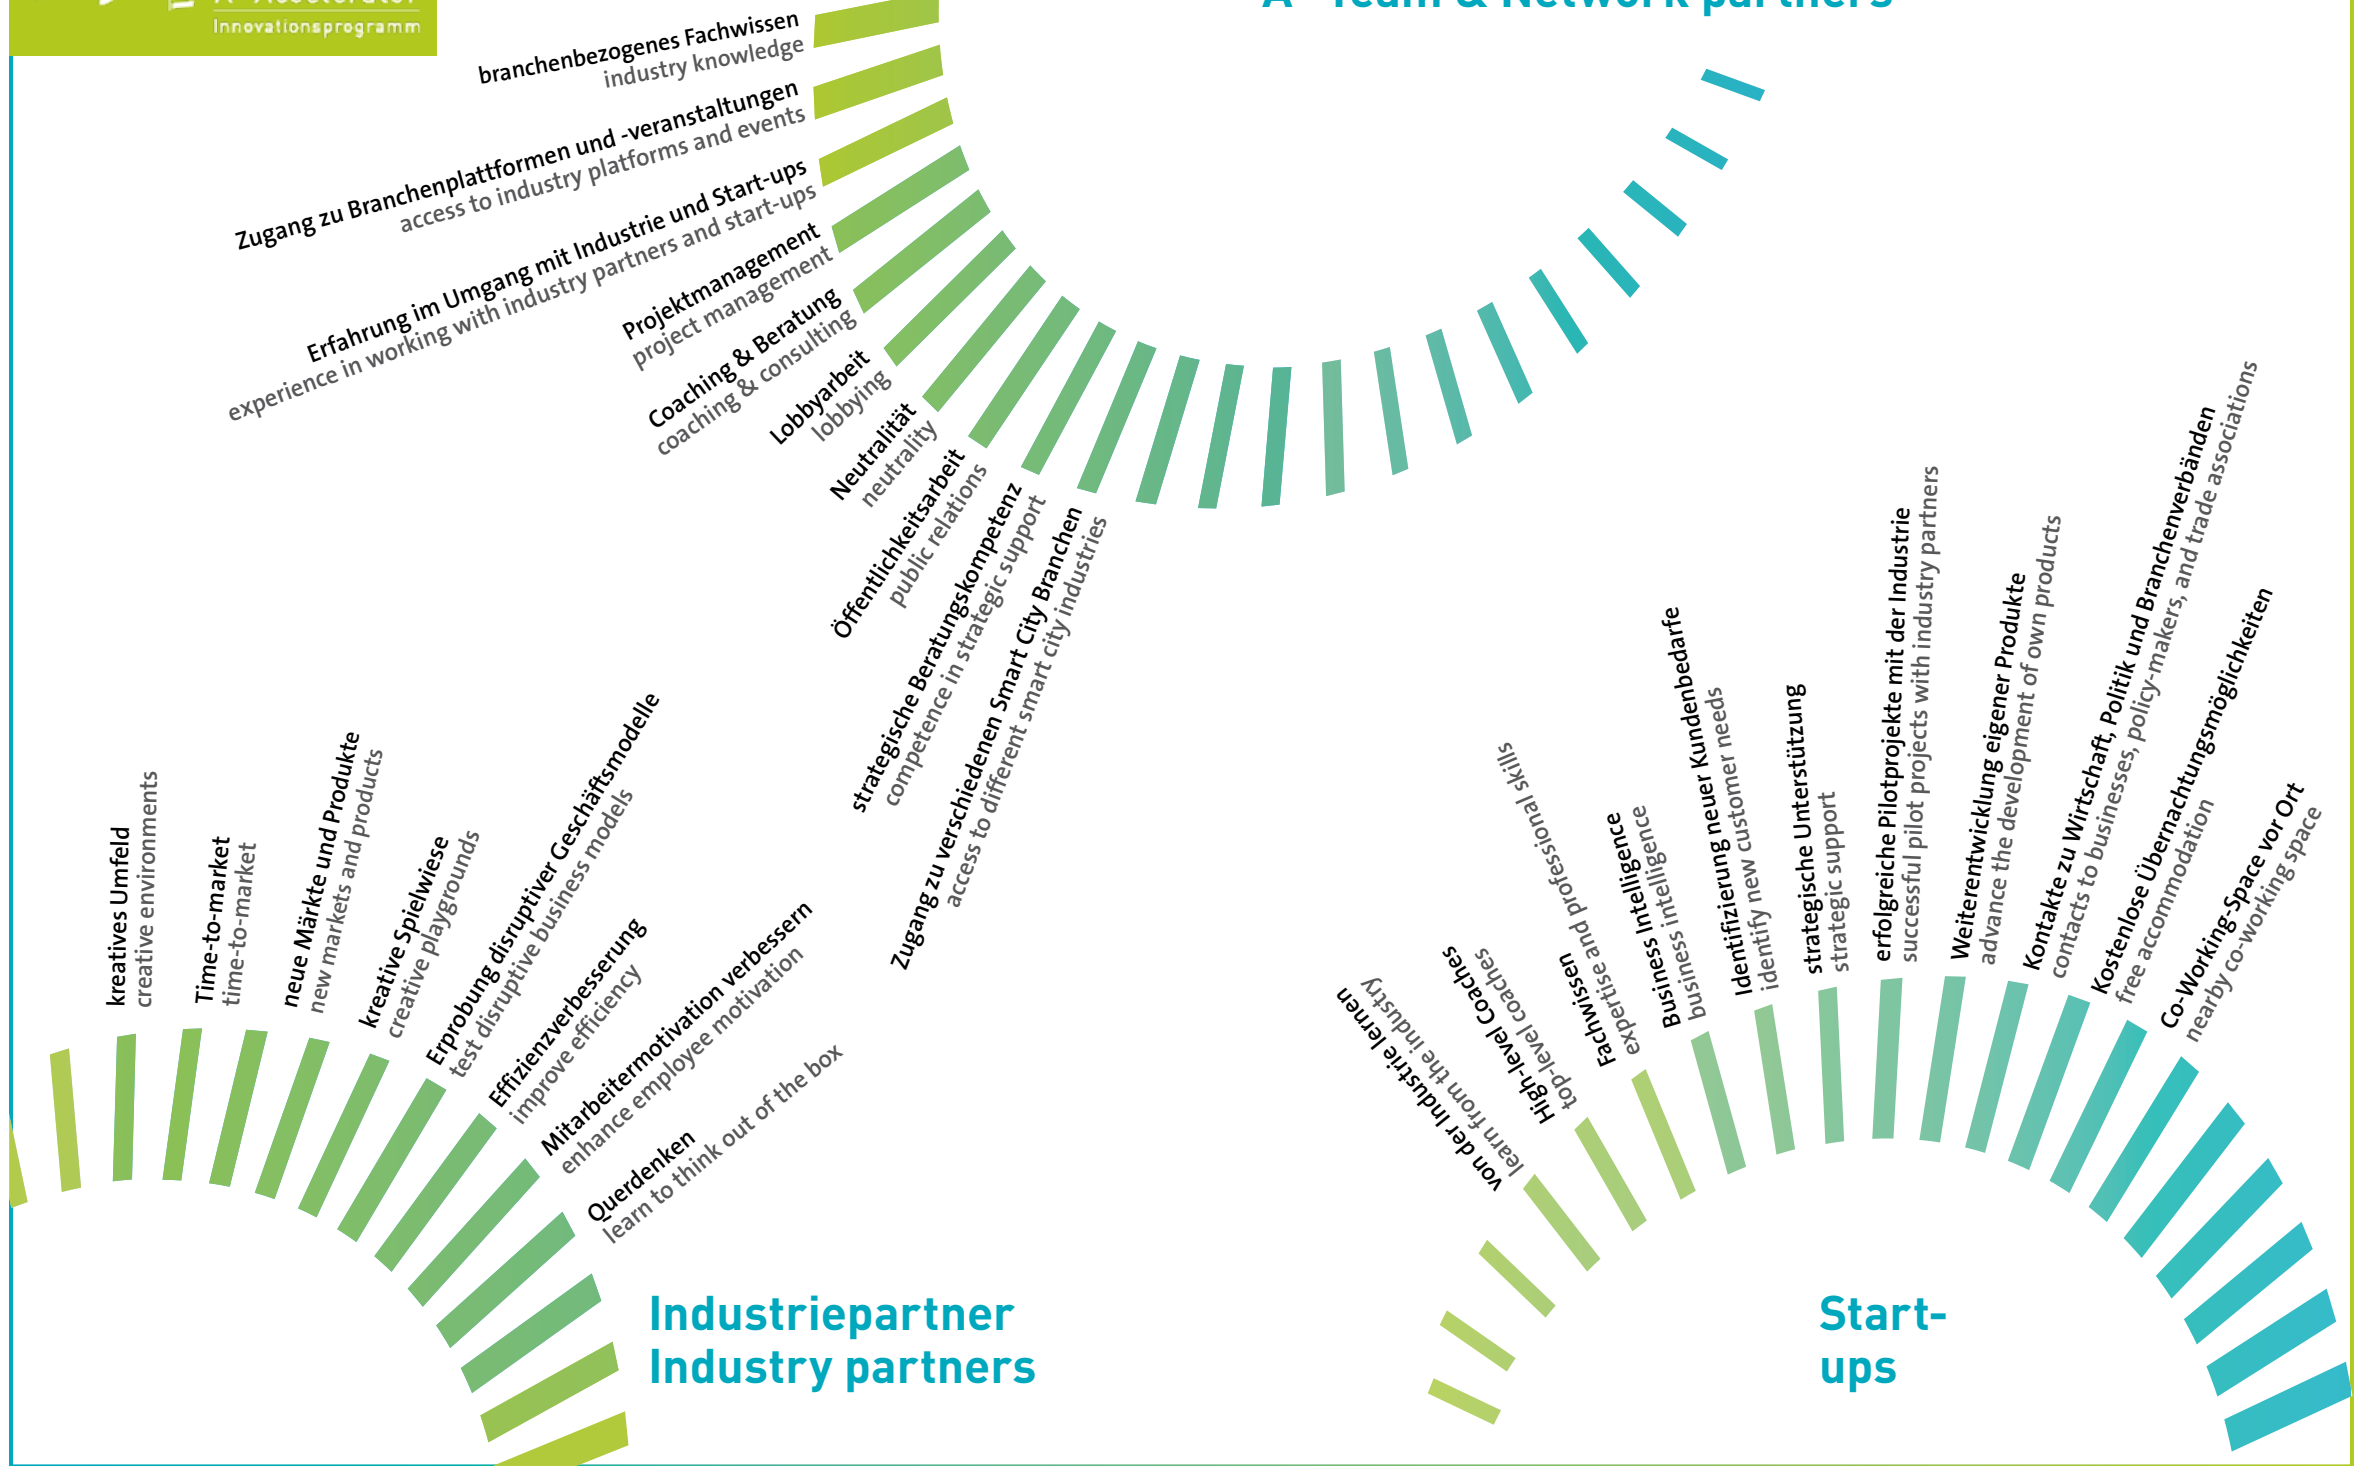 Innovationsprogramm
Team & Network partners
branchenbezogenes Fachwissen
industry knowledge
Zugang zu Branchenplattformen und -veranstaltungen
access to industry platforms and events
Erfahrung im Umgang mit Industrie und Start-ups
experience in working with industry partners and start-ups
Projektmanagement
project management
Coaching & Beratung
coaching & consulting
Lobbyarbeit
lobbying
Neutralität
neutrality
Öffentlichkeitsarbeit
public relations
strategische Beratungskompetenz
competence in strategic support
Zugang zu verschiedenen Smart City Branchen
access to different smart city industries
kreatives Umfeld
creative environments
Time-to-market
time-to-market
neue Märkte und Produkte
new markets and products
kreative Spielwiese
creative playgrounds
Erprobung disruptiver Geschäftsmodelle
test disruptive business models
Effizienzverbesserung
improve efficiency
Mitarbeitermotivation verbessern
enhance employee motivation
Querdenken
learn to think out of the box
Industriepartner
Industry partners
von der Industrie lernen
learn from the industry
High-level Coaches
top-level coaches
Fachwissen
expertise and professional skills
Business Intelligence
business intelligence
Identifizierung neuer Kundenbedarfe
identify new customer needs
strategische Unterstützung
strategic support
erfolgreiche Pilotprojekte mit der Industrie
successful pilot projects with industry partners
Weiterentwicklung eigener Produkte
advance the development of own products
Kontakte zu Wirtschaft, Politik und Branchenverbänden
contacts to businesses, policy-makers, and trade associations
Kostenlose Übernachtungsmöglichkeiten
free accommodation
Co-Working-Space vor Ort
nearby co-working space
Start-
ups